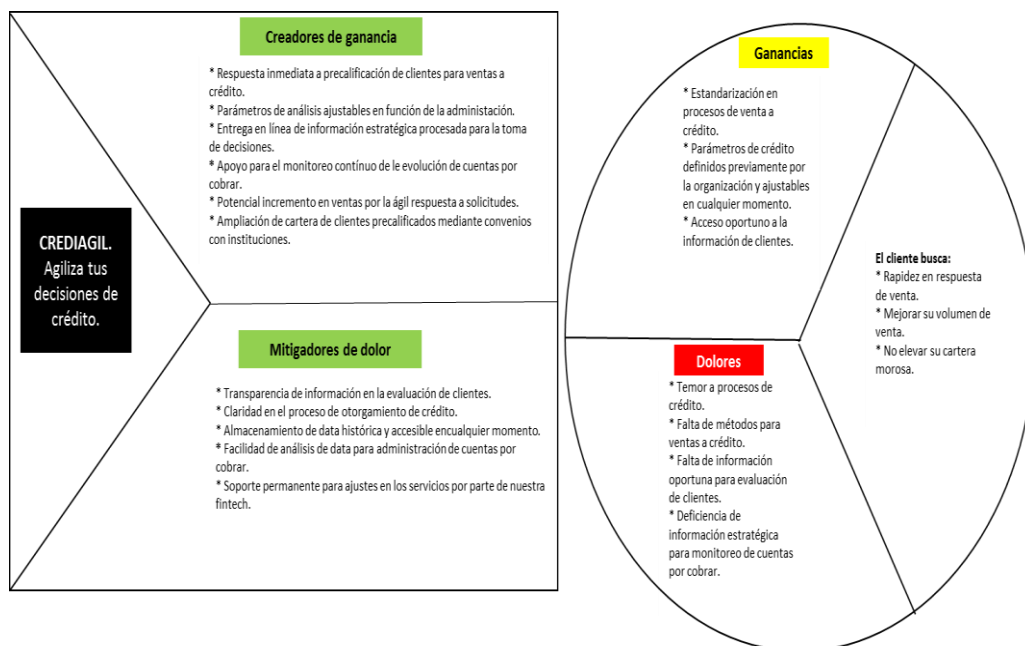 Creadores de ganancia
* Respuesta inmediata a precalificación de clientes para ventas a
crédito.
* Parámetros de análisis ajustables en función de la administación.
* Entrega en línea de información estratégica procesada para la toma
de decisiones.
* Apoyo para el monitoreo contínuo de le evolución de cuentas por
cobrar.
* Potencial incremento en ventas por la ágil respuesta a solicitudes.
* Ampliación de cartera de clientes precalificados mediante convenios
con instituciones.
CREDIAGIL.
Agiliza tus
decisiones de
crédito.
Mitigadores de dolor
* Transparencia de información en la evaluación de clientes.
* Claridad en el proceso de otorgamiento de crédito.
* Almacenamiento de data histórica y accesible encualquier momento.
* Facilidad de análisis de data para administración de cuentas por
cobrar.
* Soporte permanente para ajustes en los servicios por parte de nuestra
fintech.
Ganancias
* Estandarización en
procesos de venta a
crédito.
* Parámetros de crédito
definidos previamente por
la organización y ajustables
en cualquier momento.
* Acceso oportuno a la
información de clientes.
El cliente busca:
* Rapidez en respuesta
de venta.
* Mejorar su volumen de
venta.
* No elevar su cartera
morosa.
Dolores
* Temor a procesos de
crédito.
* Falta de métodos para
ventas a crédito.
* Falta de información
oportuna para evaluación
de clientes.
* Deficiencia de
información estratégica
para monitoreo de cuentas
por cobrar.